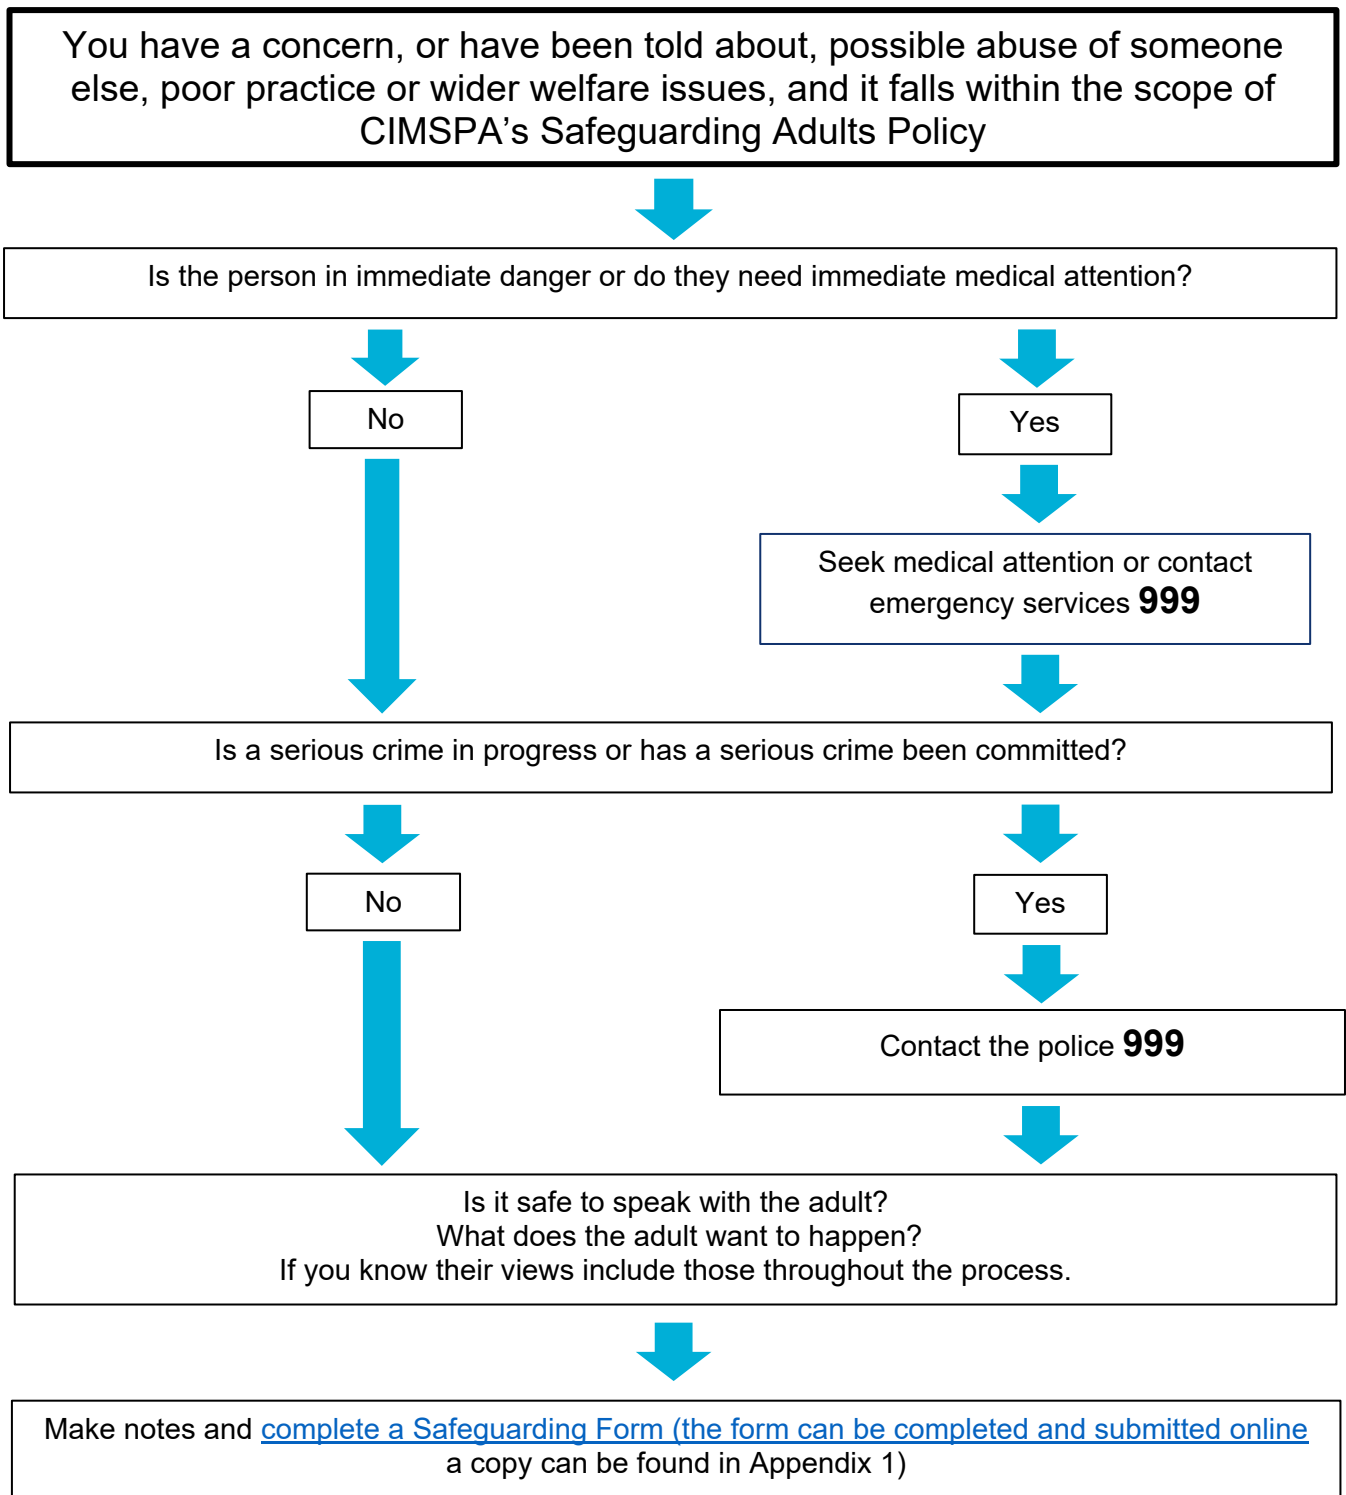 You have a concern, or have been told about, possible abuse of someone
else, poor practice or wider welfare issues, and it falls within the scope of
CIMSPA’s Safeguarding Adults Policy
Is the person in immediate danger or do they need immediate medical attention?
No
Yes
Seek medical attention or contact
emergency services 999
Is a serious crime in progress or has a serious crime been committed?
No
Yes
Contact the police 999
Is it safe to speak with the adult?
What does the adult want to happen?
If you know their views include those throughout the process.
Make notes and complete a Safeguarding Form (the form can be completed and submitted online
a copy can be found in Appendix 1)